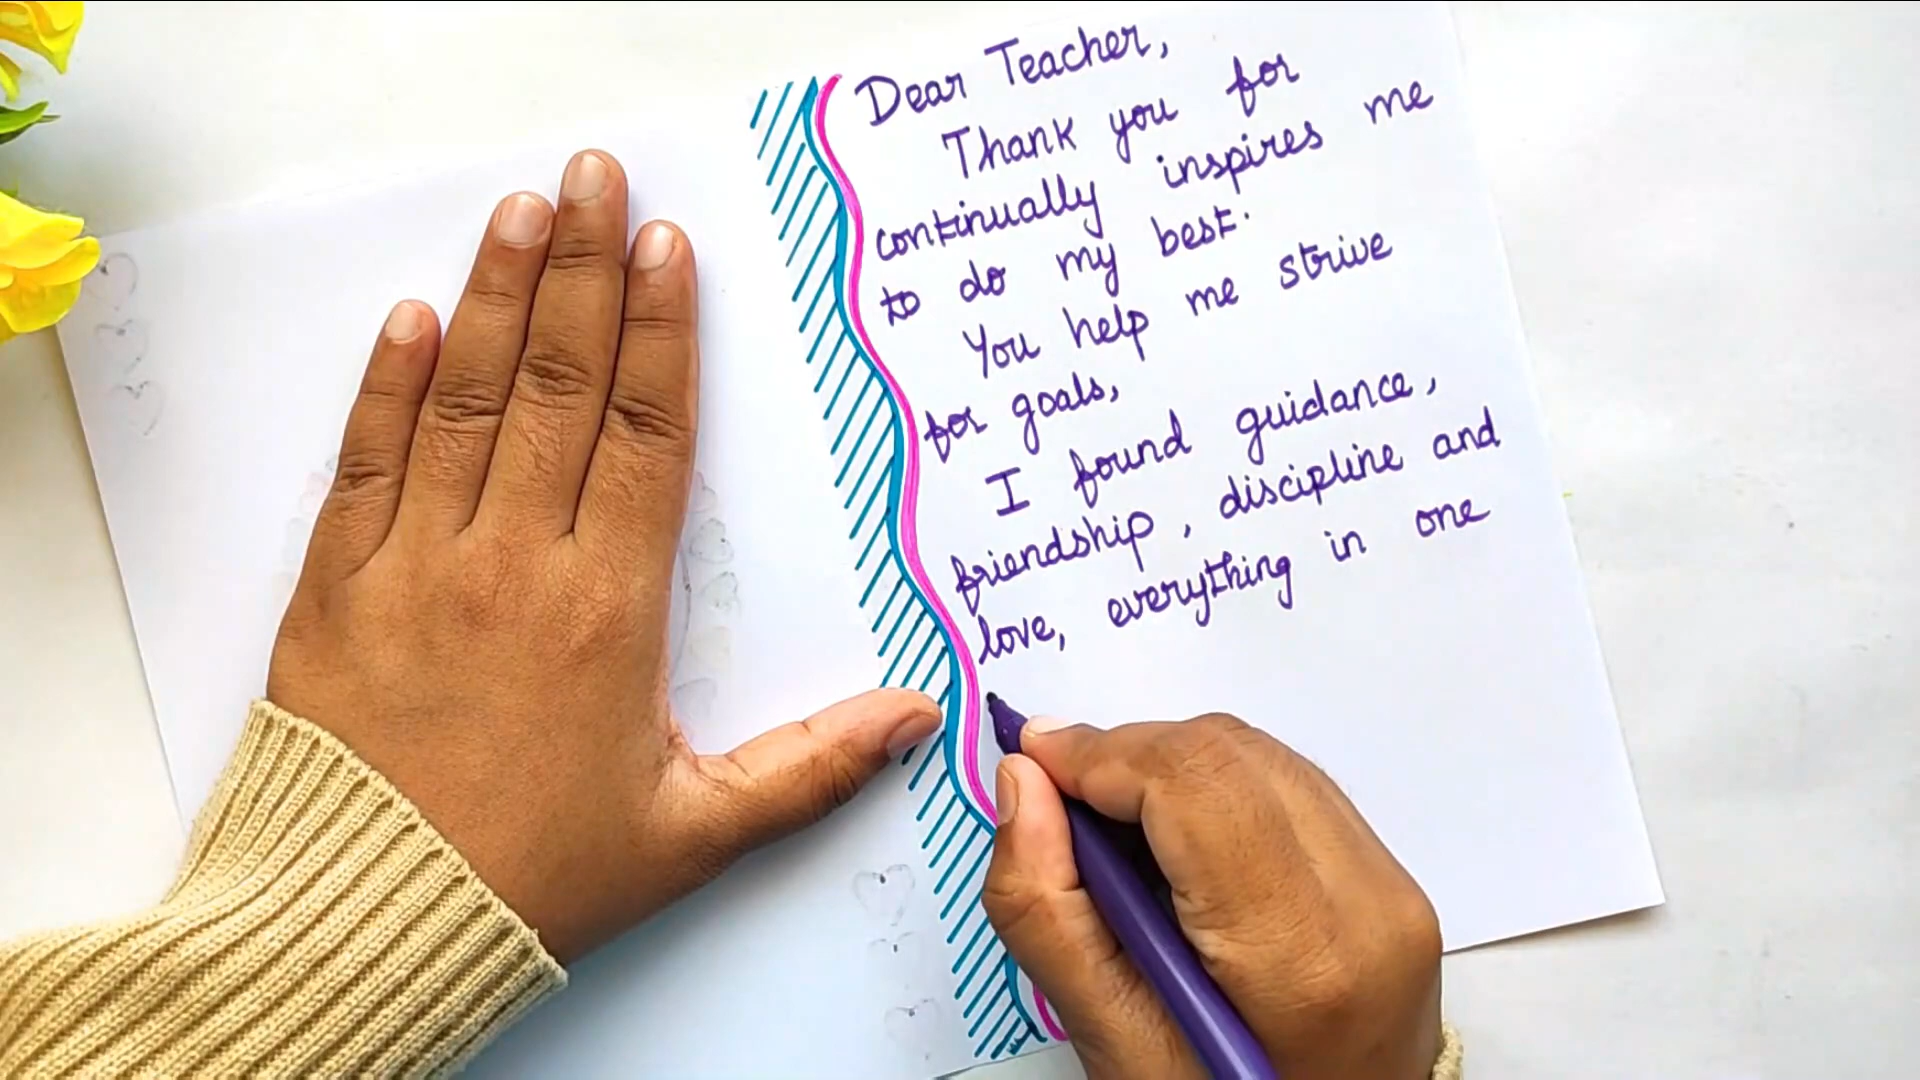 Dear Teacher,
Thank you for
continually inspires me
to do my best.
You help me strive
for goals,
I found guidance,
friendship, discipline and
love, everything in one